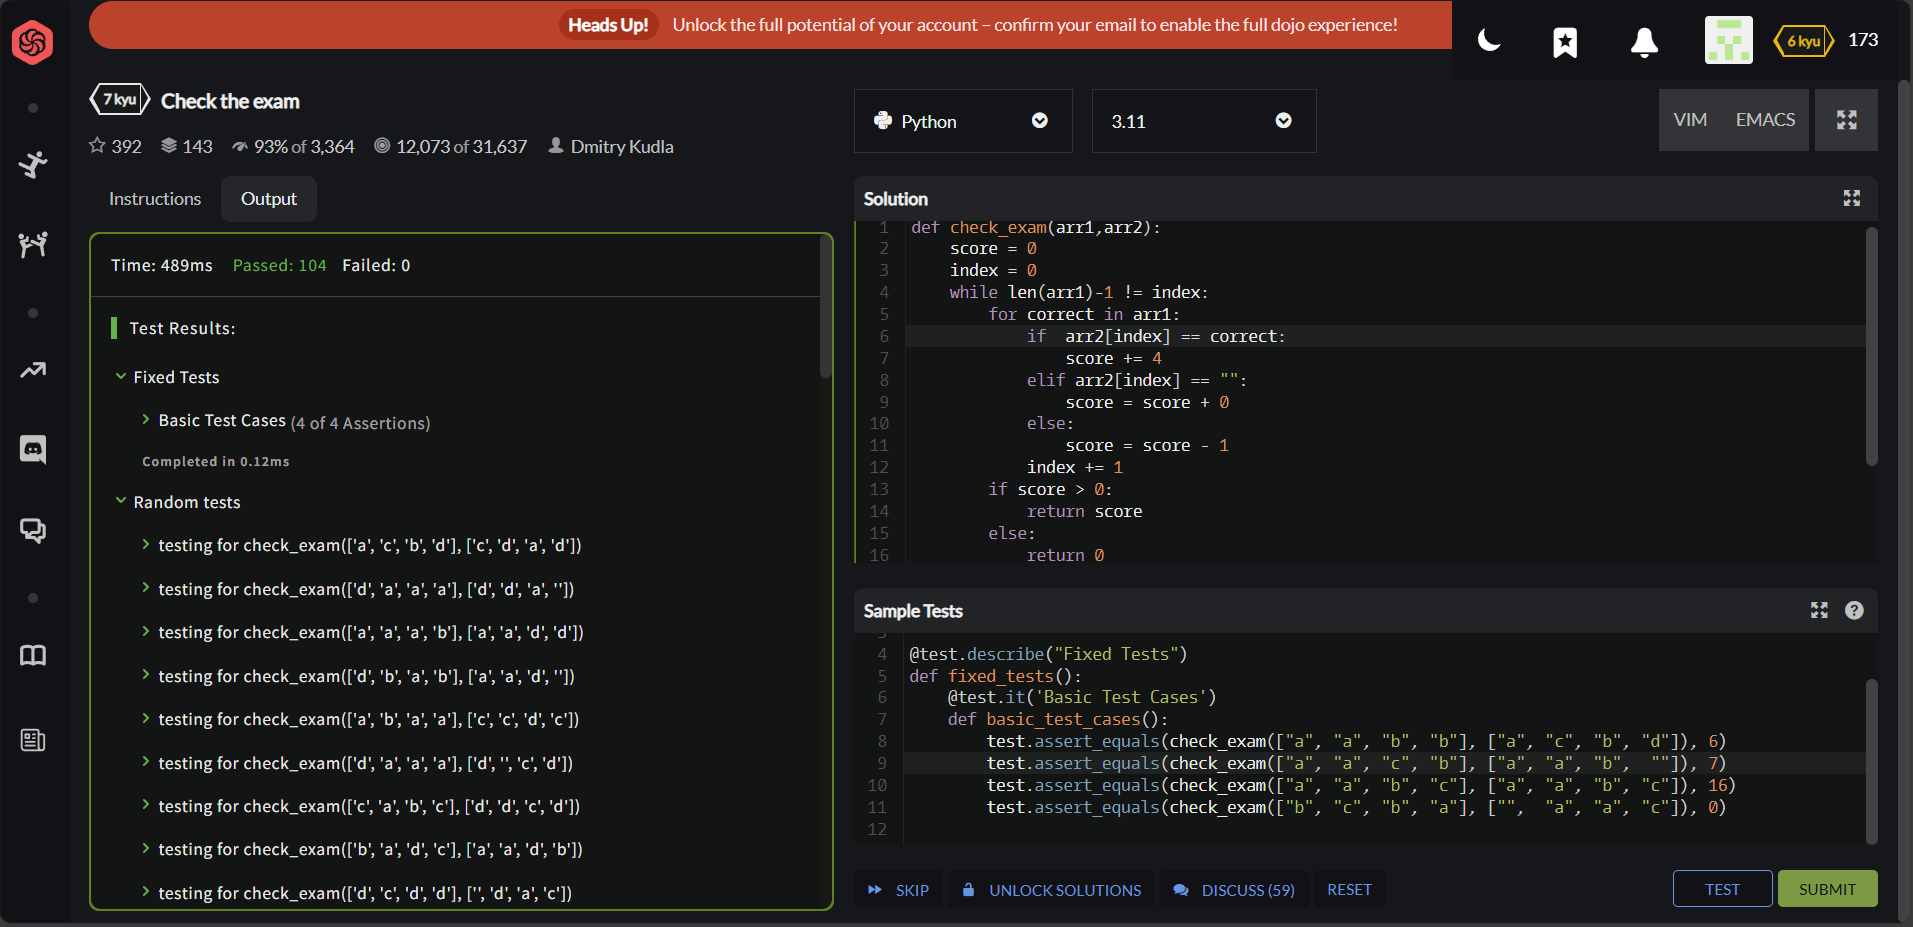 Heads Up! Unlock the full potential of your account – confirm your email to enable the full dojo experience!
6 kyu 173
7 kyu Check the exam
392 143 93% of 3,364 12,073 of 31,637 Dmitry Kudla
Instructions Output
Time: 489ms Passed: 104 Failed: 0
Test Results:
Fixed Tests
Basic Test Cases (4 of 4 Assertions)
Completed in 0.12ms
Random tests
testing for check_exam(['a', 'c', 'b', 'd'], ['c', 'd', 'a', 'd'])
testing for check_exam(['d', 'a', 'a', 'a'], ['d', 'd', 'a', ''])
testing for check_exam(['a', 'a', 'a', 'b'], ['a', 'a', 'd', 'd'])
testing for check_exam(['d', 'b', 'a', 'b'], ['a', 'a', 'd', ''])
testing for check_exam(['a', 'b', 'a', 'a'], ['c', 'c', 'd', 'c'])
testing for check_exam(['d', 'a', 'a', 'a'], ['d', '', 'c', 'd'])
testing for check_exam(['c', 'a', 'b', 'c'], ['d', 'd', 'c', 'd'])
testing for check_exam(['b', 'a', 'd', 'c'], ['a', 'a', 'd', 'b'])
testing for check_exam(['d', 'c', 'd', 'd'], ['', 'd', 'a', 'c'])
Python 3.11 VIM EMACS
Solution
1 def check_exam(arr1,arr2):
2 score = 0
3 index = 0
4 while len(arr1)-1 != index:
5 for correct in arr1:
6 if  arr2[index] == correct:
7 score += 4
8 elif arr2[index] == "":
9 score = score + 0
10 else:
11 score = score - 1
12 index += 1
13 if score > 0:
14 return score
15 else:
16 return 0
Sample Tests
3
4 @test.describe("Fixed Tests")
5 def fixed_tests():
6 @test.it('Basic Test Cases')
7 def basic_test_cases():
8 test.assert_equals(check_exam(["a", "a", "b", "b"], ["a", "c", "b", "d"]), 6)
9 test.assert_equals(check_exam(["a", "a", "c", "b"], ["a", "a", "b",  ""]), 7)
10 test.assert_equals(check_exam(["a", "a", "b", "c"], ["a", "a", "b", "c"]), 16)
11 test.assert_equals(check_exam(["b", "c", "b", "a"], ["",  "a", "a", "c"]), 0)
12
SKIP UNLOCK SOLUTIONS DISCUSS (59) RESET TEST SUBMIT